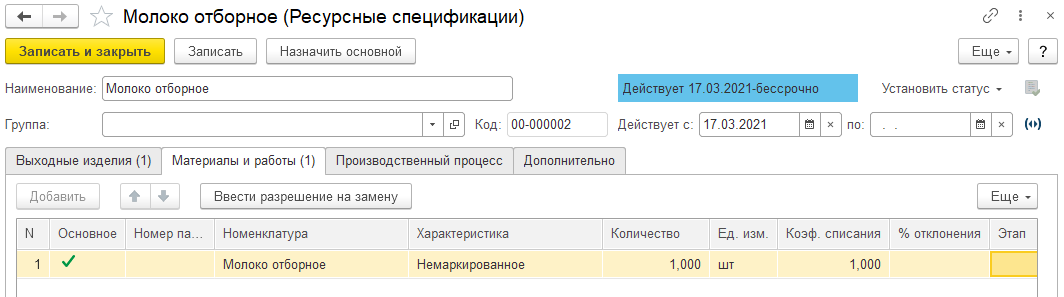 Молоко отборное (Ресурсные спецификации)
Записать и закрыть Записать Назначить основной Еще ?
Наименование: Молоко отборное Действует 17.03.2021-бессрочно Установить статус
Группа: Код: 00-000002 Действует с: 17.03.2021 по: . .
Выходные изделия (1) Материалы и работы (1) Производственный процесс Дополнительно
Добавить Ввести разрешение на замену Еще
N Основное Номер па... Номенклатура Характеристика Количество Ед. изм. Коэф. списания % отклонения Этап
1 Молоко отборное Немаркированное 1,000 шт 1,000